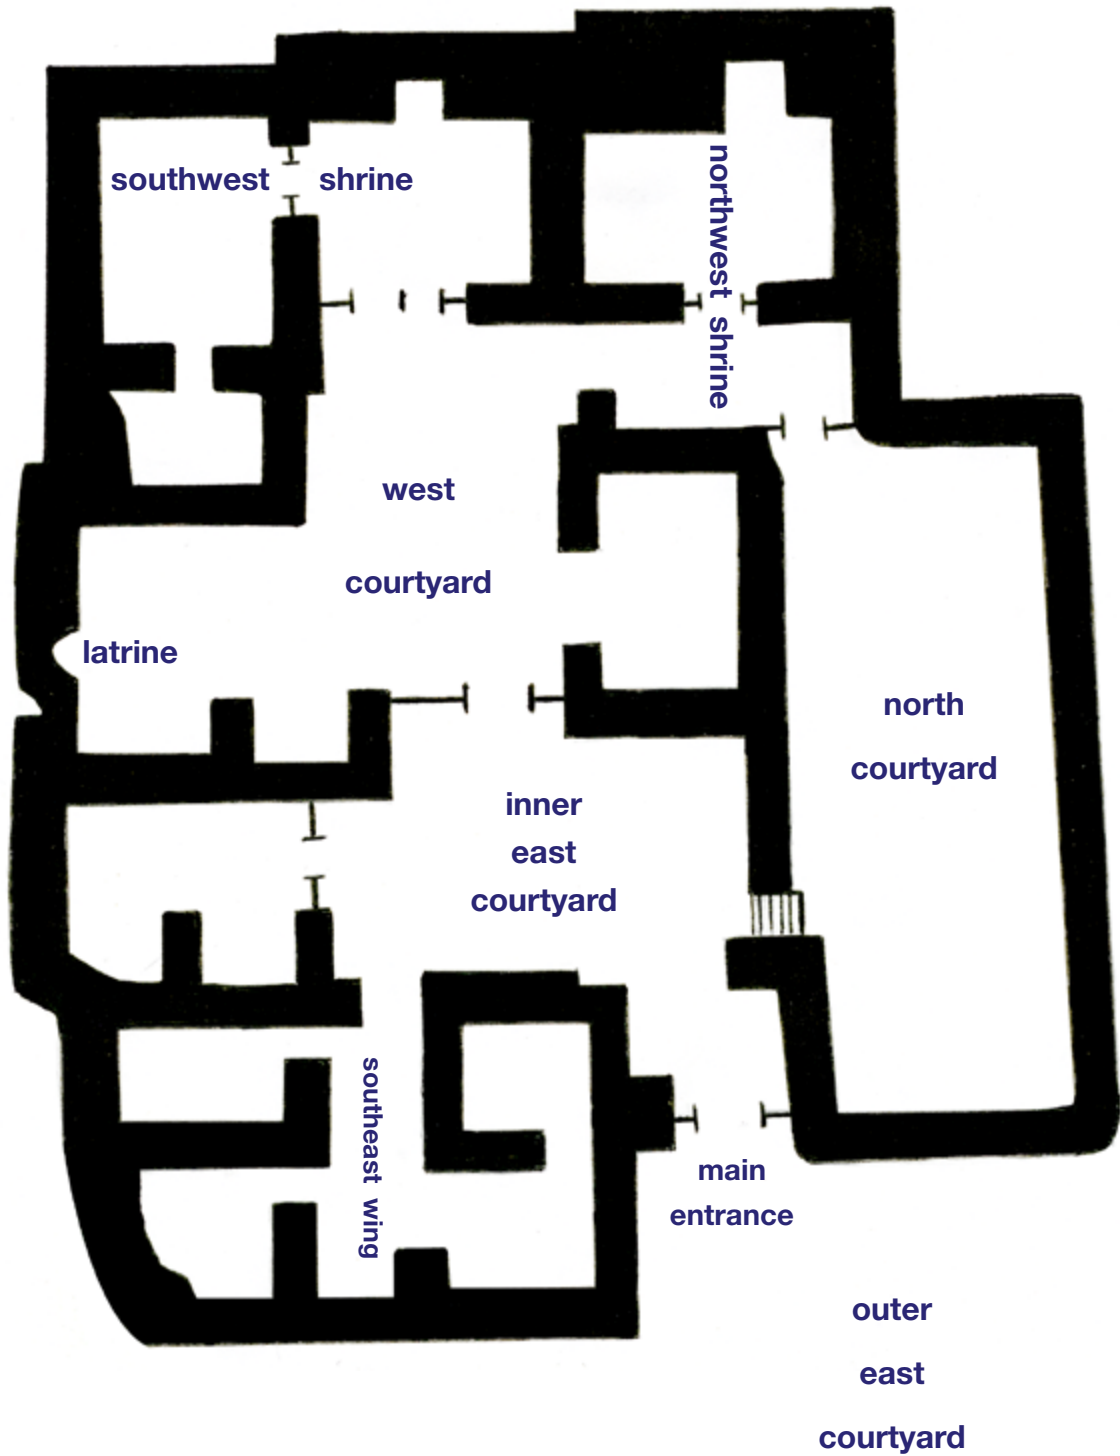 southwest shrine
northwest shrine
west
courtyard
latrine
north
courtyard
inner
east
courtyard
southeast wing
main
entrance
outer
east
courtyard